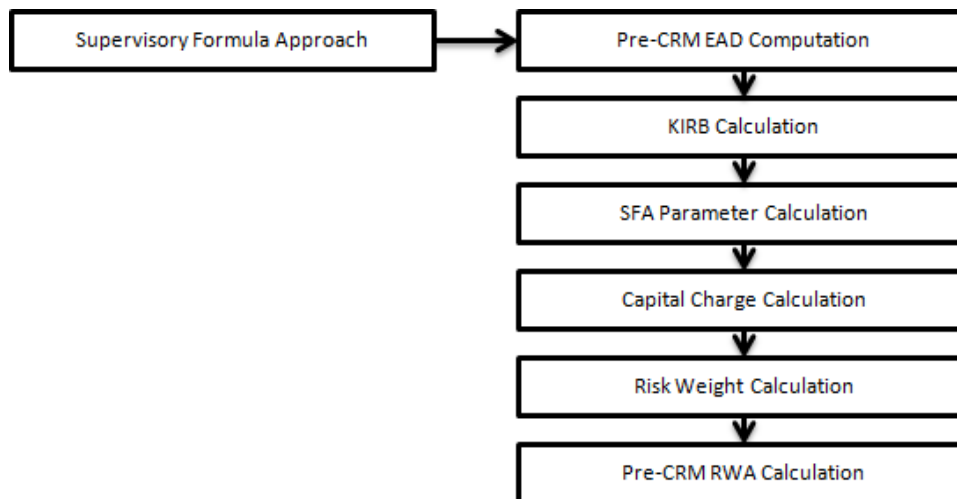 Supervisory Formula Approach
Pre-CRM EAD Computation
KIRB Calculation
SFA Parameter Calculation
Capital Charge Calculation
Risk Weight Calculation
Pre-CRM RWA Calculation